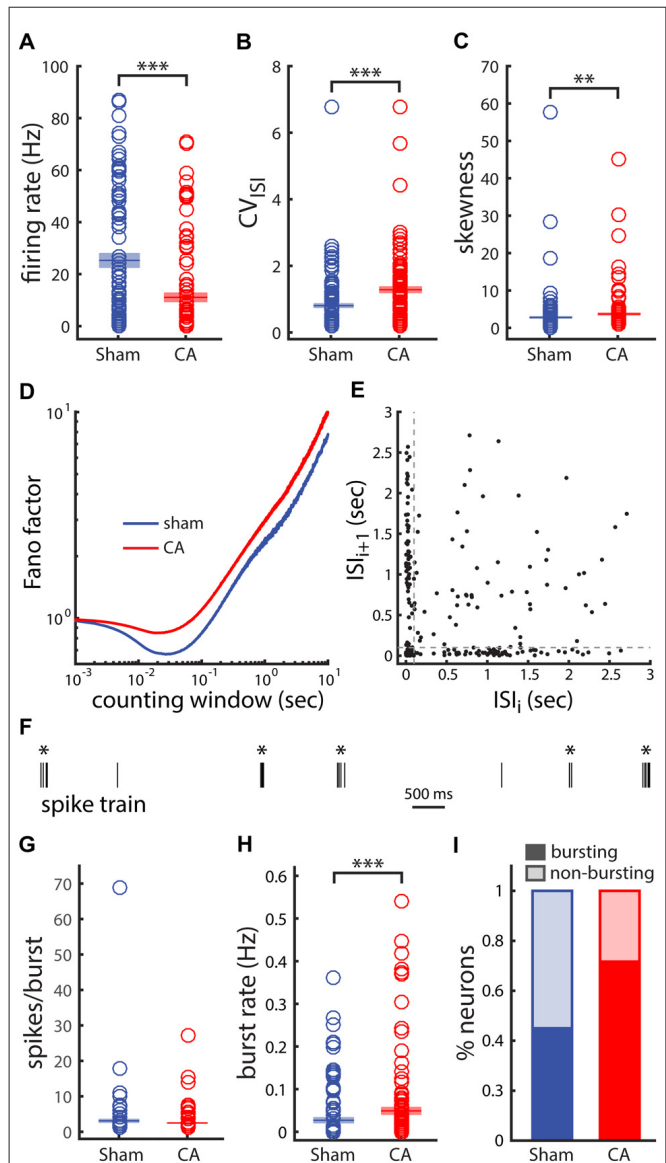 A
B
C
***
***
**
firing rate (Hz)
100
80
60
40
20
0
Sham CA
CV_ISI
8
6
4
2
0
Sham CA
skewness
70
60
50
40
30
20
10
0
Sham CA
D
E
Fano factor
10^1
10^0
sham
CA
10^-3 10^-2 10^-1 10^0 10^1
counting window (sec)
ISI_i+1 (sec)
3
2.5
2
1.5
1
0.5
0
0 0.5 1 1.5 2 2.5 3
ISI_i (sec)
F
* * * * *
spike train
500 ms
G
H
I
***
bursting
non-bursting
spikes/burst
70
60
50
40
30
20
10
0
Sham CA
burst rate (Hz)
0.6
0.5
0.4
0.3
0.2
0.1
0
Sham CA
% neurons
1
0.8
0.6
0.3
0
Sham CA